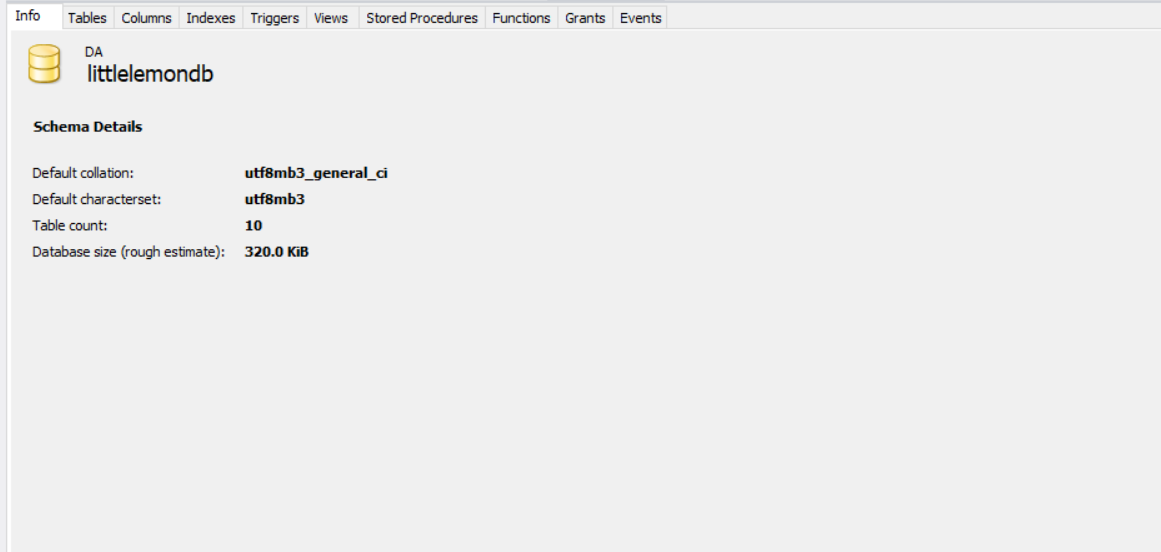 Info Tables Columns Indexes Triggers Views Stored Procedures Functions Grants Events
DA
littlelemondb
Schema Details
Default collation: utf8mb3_general_ci
Default characterset: utf8mb3
Table count: 10
Database size (rough estimate): 320.0 KiB